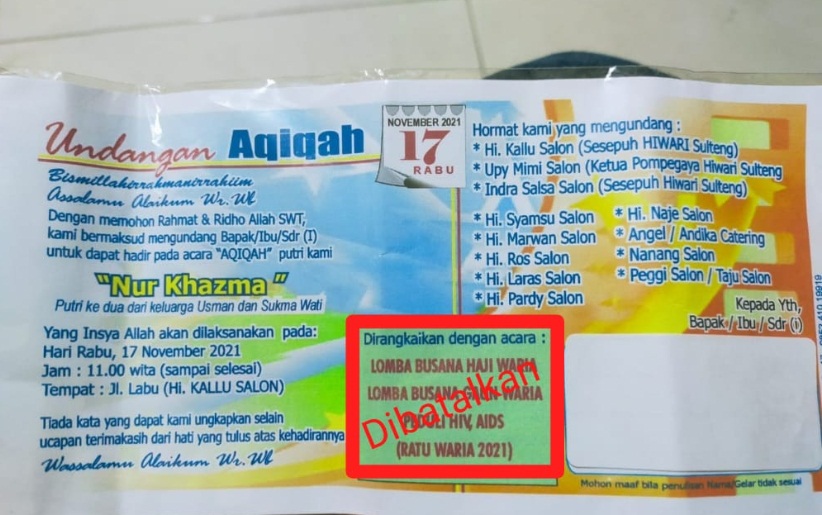 Undangan Aqiqah
Bismillahirrahmanirrahiim
Assalamu Alaikum Wr. Wb
Dengan memohon Rahmat & Ridho Allah SWT,
kami bermaksud mengundang Bapak/Ibu/Sdr (I)
untuk dapat hadir pada acara "AQIQAH" putri kami
"Nur Khazma"
Putri ke dua dari keluarga Usman dan Sukma Wati
Yang Insya Allah akan dilaksanakan pada:
Hari Rabu, 17 November 2021
Jam : 11.00 wita (sampai selesai)
Tempat : Jl. Labu (Hi. KALLU SALON)
Tiada kata yang dapat kami ungkapkan selain
ucapan terimakasih dari hati yang tulus atas kehadirannya
Wassalamu Alaikum Wr. Wb
NOVEMBER 2021
17
RABU
Hormat kami yang mengundang :
* Hi. Kallu Salon (Sesepuh HIWARI Sulteng)
* Upy Mimi Salon (Ketua Pompegaya Hiwari Sulteng
* Indra Salsa Salon (Sesepuh Hiwari Sulteng)
* Hi. Syamsu Salon
* Hi. Marwan Salon
* Hi. Ros Salon
* Hi. Laras Salon
* Hi. Pardy Salon
* Hi. Naje Salon
* Angel / Andika Catering
* Nanang Salon
* Peggi Salon / Taju Salon
Dirangkaikan dengan acara :
LOMBA BUSANA HAJI WARIA
LOMBA BUSANA WARIA
PEDULI HIV, AIDS
(RATU WARIA 2021)
Dibatalkan
Kepada Yth,
Bapak / Ibu / Sdr (i)
Mohon maaf bila penulisan Nama/Gelar tidak sesuai